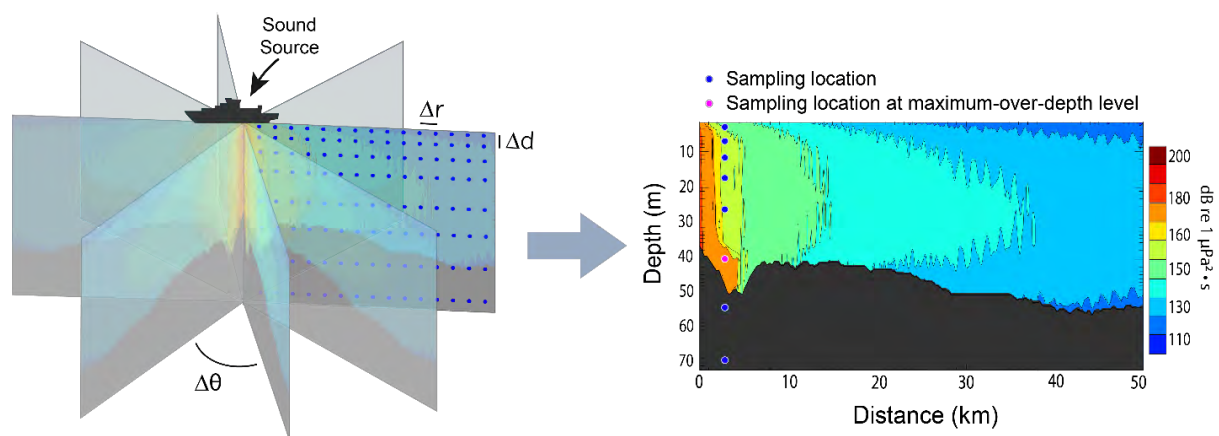 Sound
Source
Δr
Δd
Δθ
Sampling location
Sampling location at maximum-over-depth level
Depth (m)
10
20
30
40
50
60
70
0
10
20
30
40
50
Distance (km)
200
180
160
150
130
110
dB re 1 µPa²•s